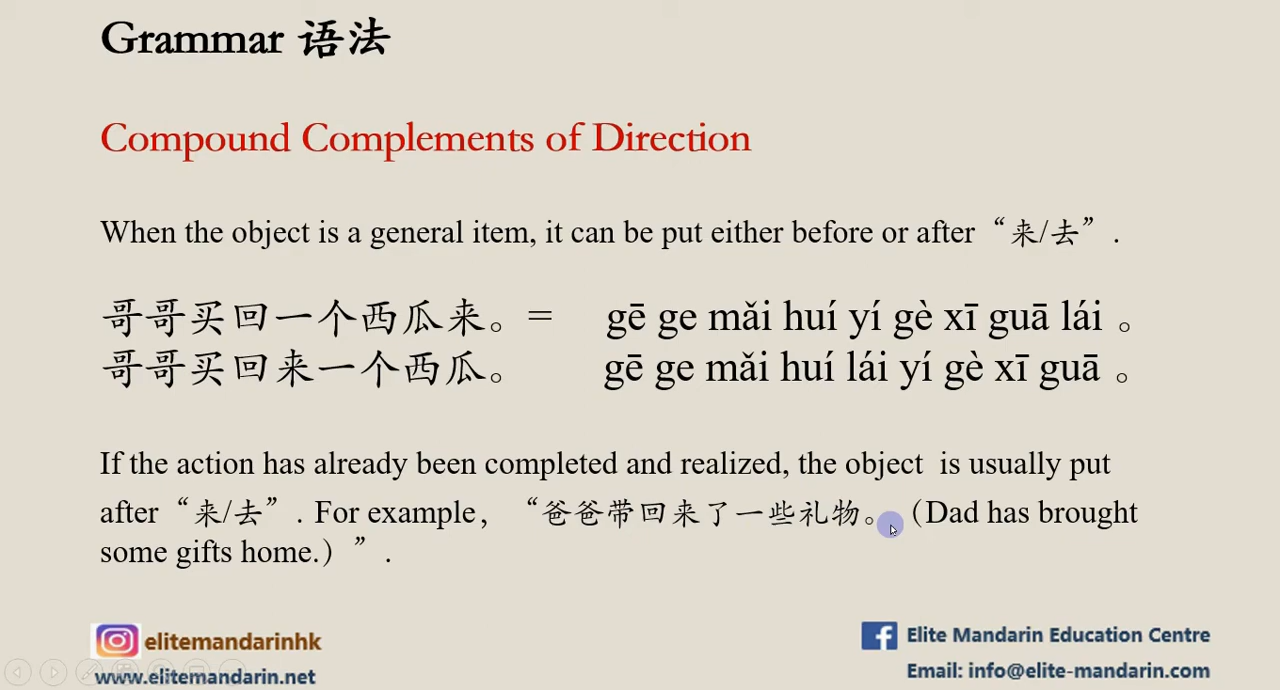 Grammar 语法
Compound Complements of Direction
When the object is a general item, it can be put either before or after “来/去”.
哥哥买回一个西瓜来。= gē ge mǎi huí yí gè xī guā lái 。
哥哥买回来一个西瓜。 gē ge mǎi huí lái yí gè xī guā 。
If the action has already been completed and realized, the object is usually put
after “来/去”. For example, “爸爸带回来了一些礼物。（Dad has brought
some gifts home.）”.
elitemandarinhk
www.elitemandarin.net
Elite Mandarin Education Centre
Email: info@elite-mandarin.com